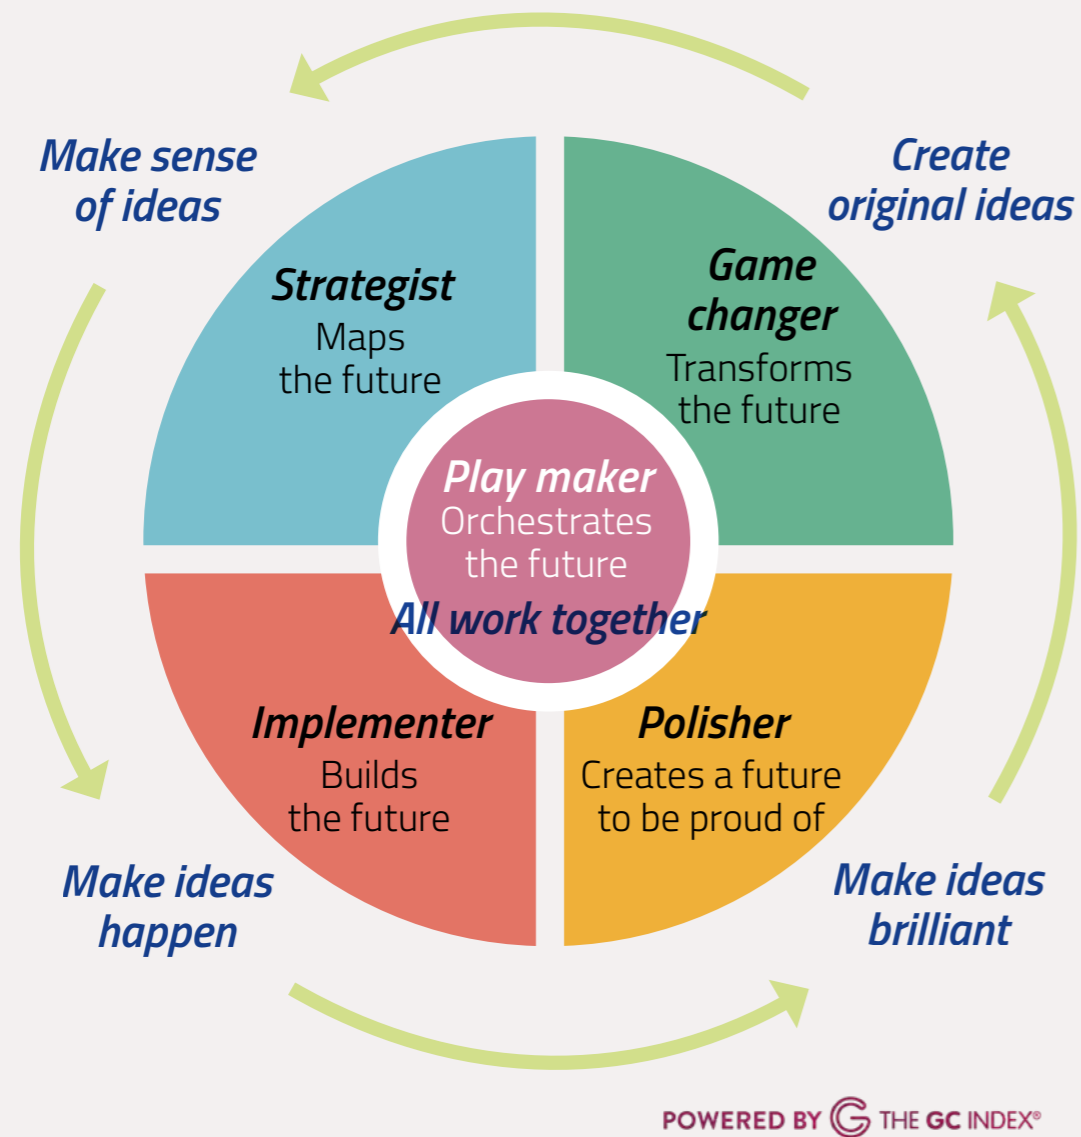 Make sense
of ideas
Create
original ideas
Strategist
Maps
the future
Game
changer
Transforms
the future
Play maker
Orchestrates
the future
All work together
Implementer
Builds
the future
Polisher
Creates a future
to be proud of
Make ideas
happen
Make ideas
brilliant
POWERED BY G THE GC INDEX®